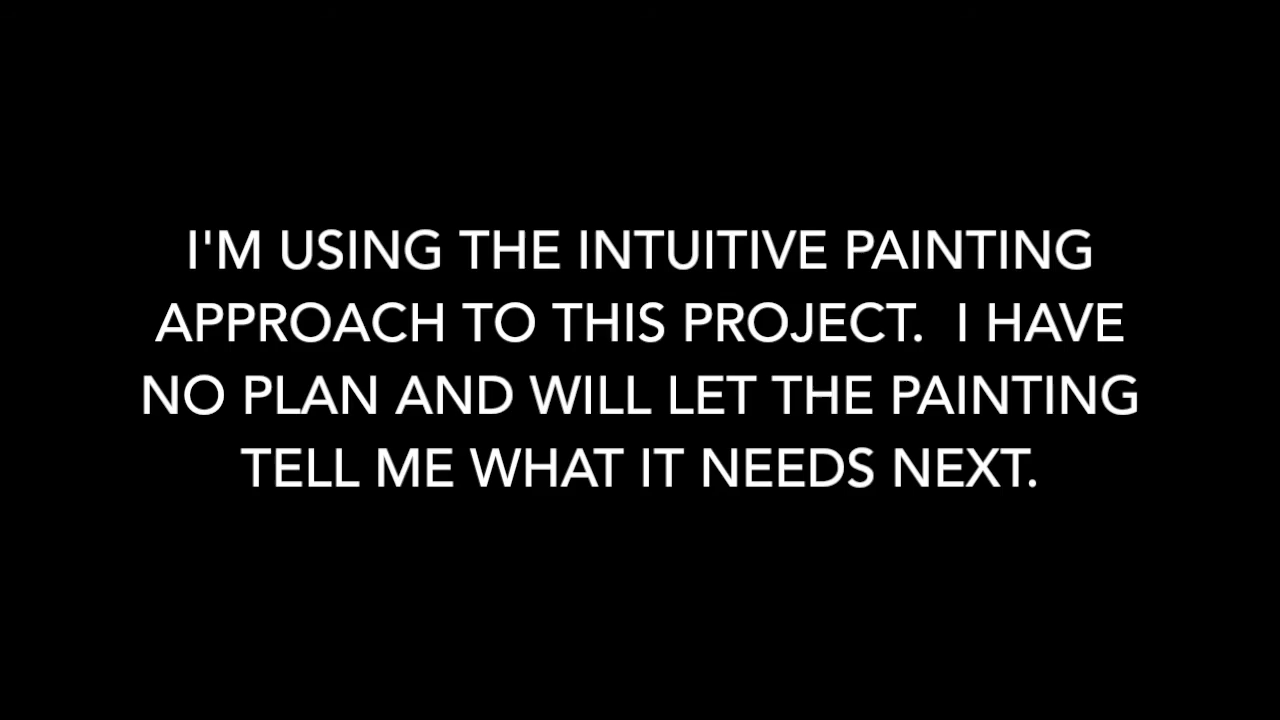 I'M USING THE INTUITIVE PAINTING
APPROACH TO THIS PROJECT.  I HAVE
NO PLAN AND WILL LET THE PAINTING
TELL ME WHAT IT NEEDS NEXT.